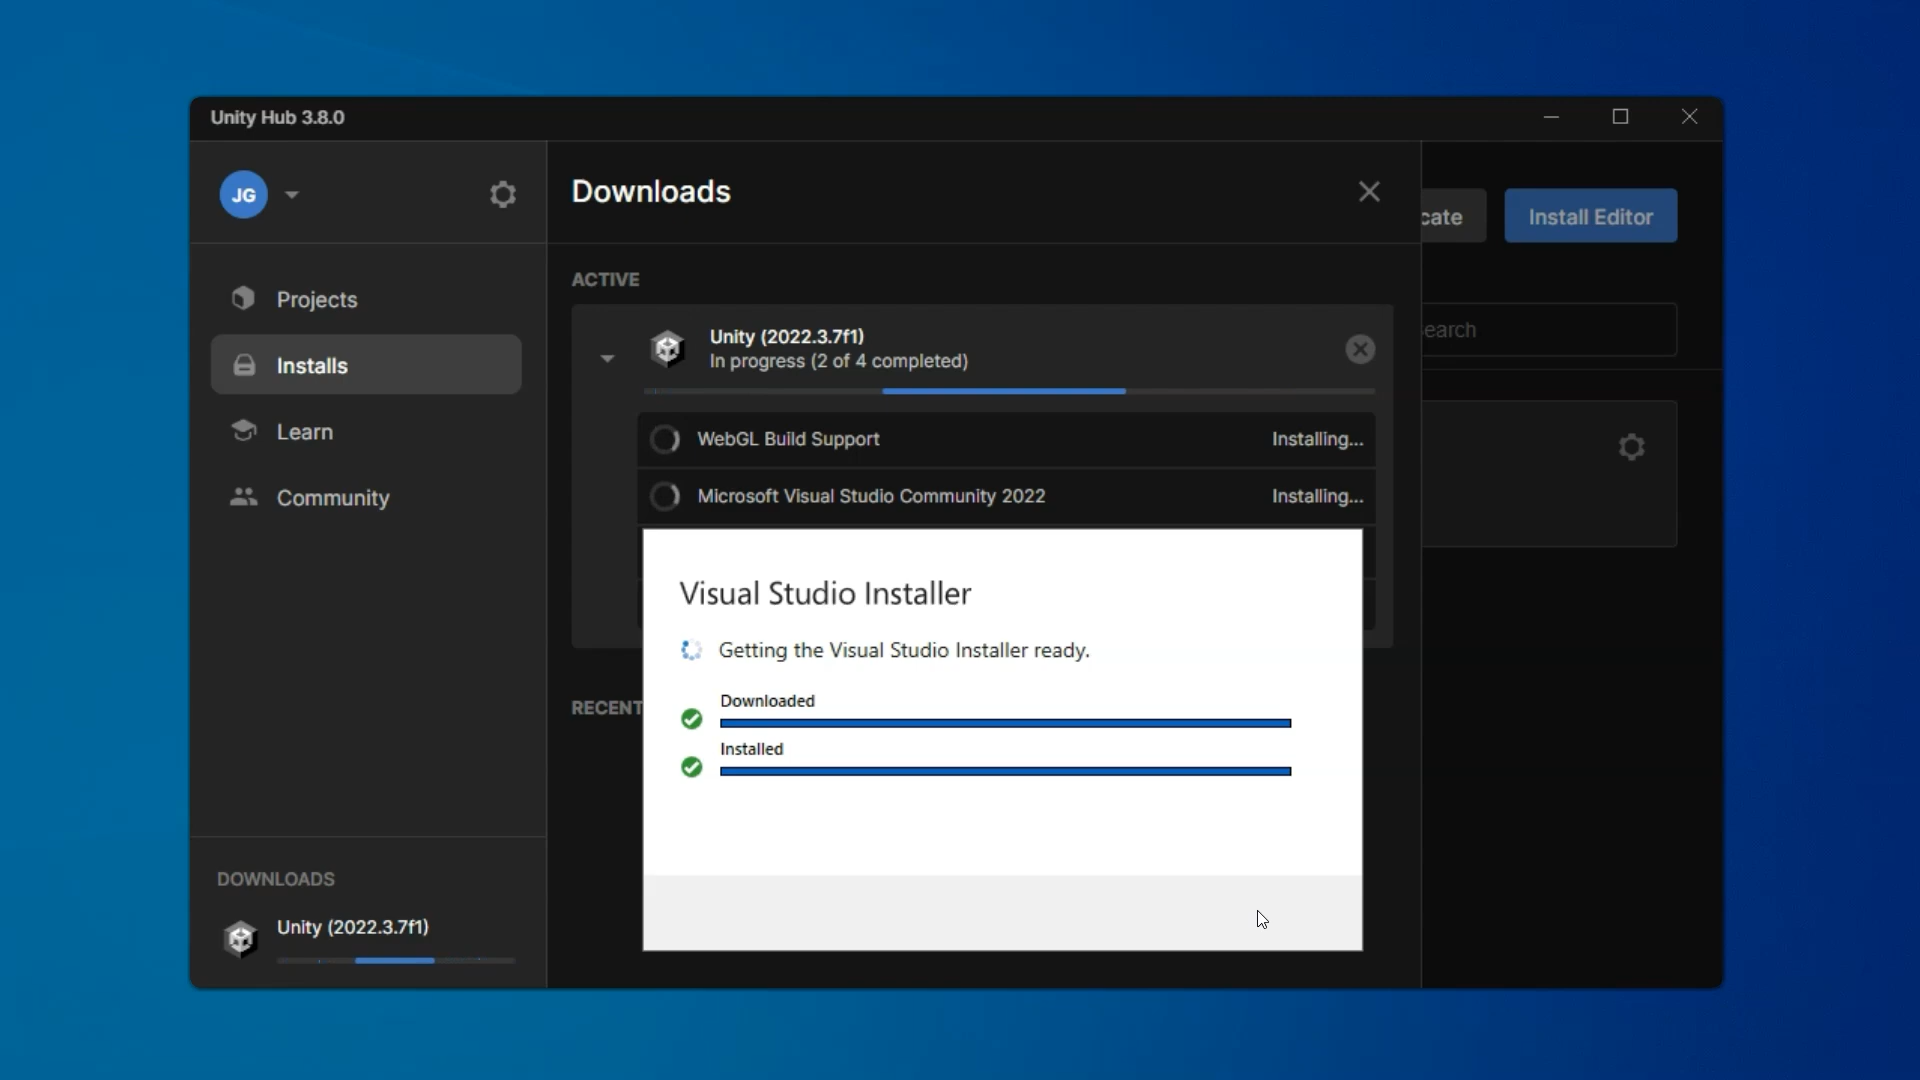 Unity Hub 3.8.0
JG
Projects
Installs
Learn
Community
DOWNLOADS
Unity (2022.3.7f1)
Downloads
ACTIVE
Unity (2022.3.7f1)
In progress (2 of 4 completed)
WebGL Build Support
Installing...
Microsoft Visual Studio Community 2022
Installing...
RECENT
Visual Studio Installer
Getting the Visual Studio Installer ready.
Downloaded
Installed
cate
Install Editor
earch